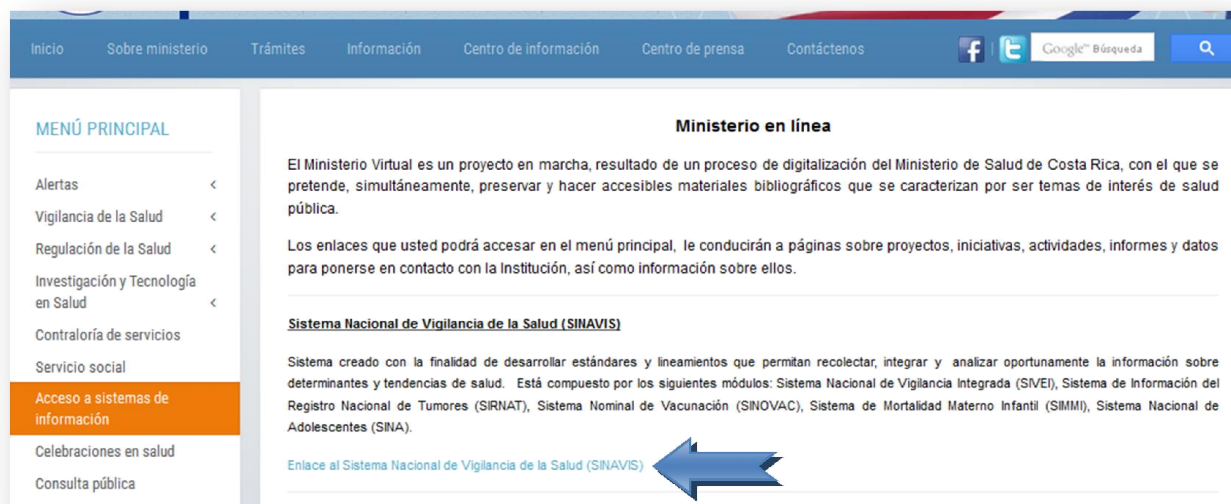 Inicio Sobre ministerio Trámites Información Centro de información Centro de prensa Contáctenos Google™ Búsqueda
MENÚ PRINCIPAL
Alertas
Vigilancia de la Salud
Regulación de la Salud
Investigación y Tecnología
en Salud
Contraloría de servicios
Servicio social
Acceso a sistemas de
información
Celebraciones en salud
Consulta pública
Ministerio en línea
El Ministerio Virtual es un proyecto en marcha, resultado de un proceso de digitalización del Ministerio de Salud de Costa Rica, con el que se
pretende, simultáneamente, preservar y hacer accesibles materiales bibliográficos que se caracterizan por ser temas de interés de salud
pública.
Los enlaces que usted podrá accesar en el menú principal, le conducirán a páginas sobre proyectos, iniciativas, actividades, informes y datos
para ponerse en contacto con la Institución, así como información sobre ellos.
Sistema Nacional de Vigilancia de la Salud (SINAVIS)
Sistema creado con la finalidad de desarrollar estándares y lineamientos que permitan recolectar, integrar y analizar oportunamente la información sobre
determinantes y tendencias de salud. Está compuesto por los siguientes módulos: Sistema Nacional de Vigilancia Integrada (SIVEI), Sistema de Información del
Registro Nacional de Tumores (SIRNAT), Sistema Nominal de Vacunación (SINOVAC), Sistema de Mortalidad Materno Infantil (SIMMI), Sistema Nacional de
Adolescentes (SINA).
Enlace al Sistema Nacional de Vigilancia de la Salud (SINAVIS)